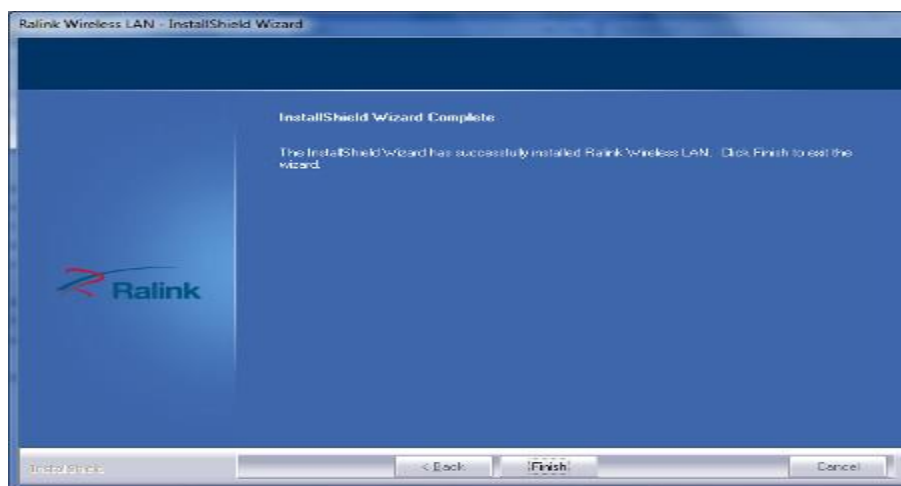 Ralink Wireless LAN - InstallShield Wizard
InstallShield Wizard Complete
The InstallShield Wizard has successfully installed Ralink Wireless LAN. Click Finish to exit the
wizard.
Ralink
InstallShield
< Back
Finish
Cancel